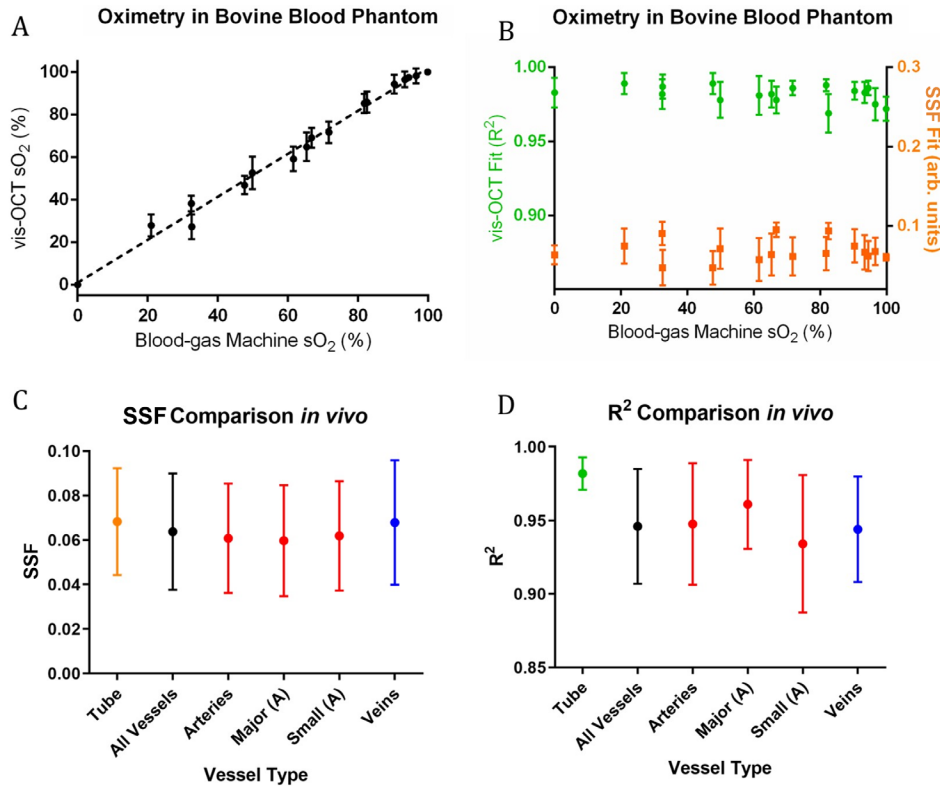 A
Oximetry in Bovine Blood Phantom
100
80
60
40
20
0
vis-OCT sO2 (%)
0 20 40 60 80 100
Blood-gas Machine sO2 (%)
B
Oximetry in Bovine Blood Phantom
1.00
0.95
0.90
vis-OCT Fit (R2)
0.3
0.2
0.1
SSF Fit (arb. units)
0 20 40 60 80 100
Blood-gas Machine sO2 (%)
C
SSF Comparison in vivo
0.10
0.08
0.06
0.04
0.02
0.00
SSF
Tube
All Vessels
Arteries
Major (A)
Small (A)
Veins
Vessel Type
D
R2 Comparison in vivo
1.00
0.95
0.90
0.85
R2
Tube
All Vessels
Arteries
Major (A)
Small (A)
Veins
Vessel Type